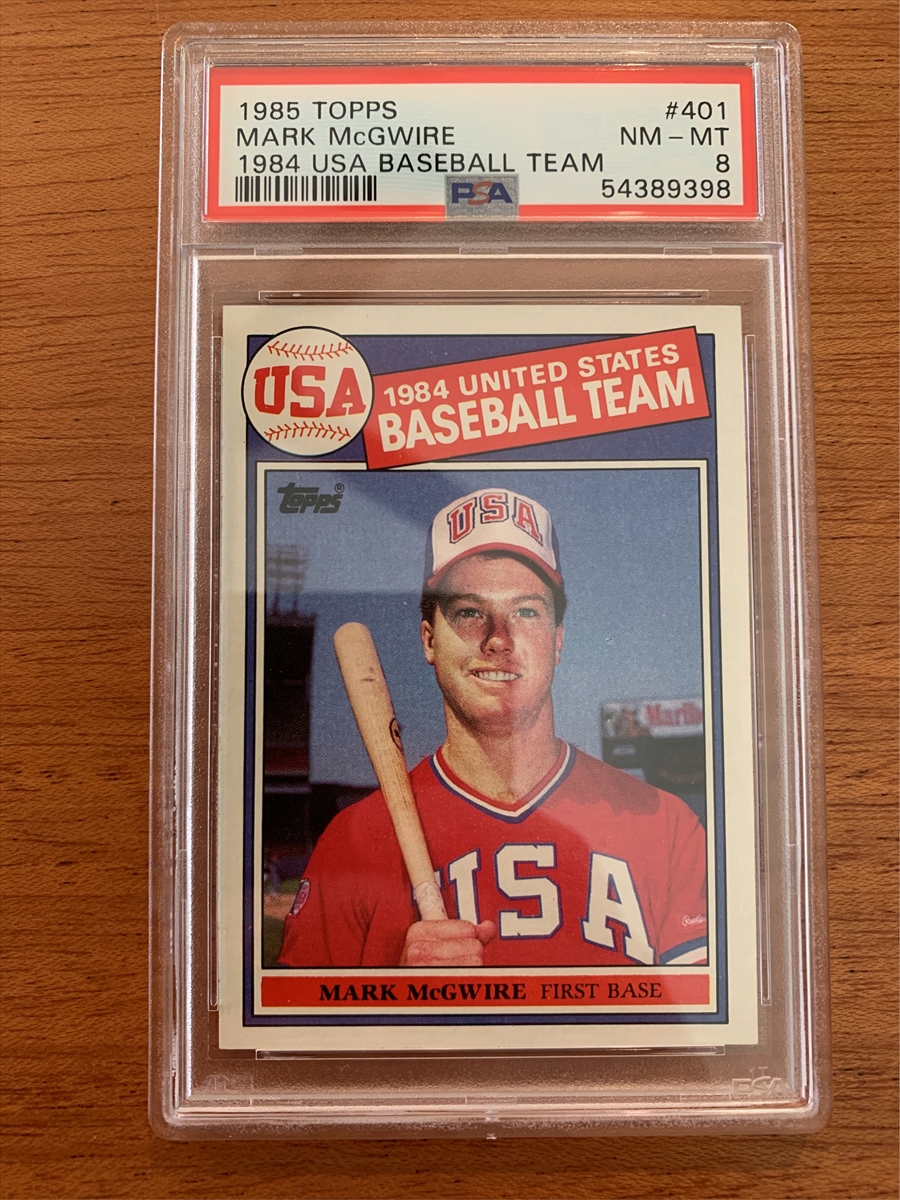 1985 TOPPS #401
MARK McGWIRE NM - MT
1984 USA BASEBALL TEAM 8
PSA 54389398
USA
1984 UNITED STATES
BASEBALL TEAM
topps®
USA
USA
MARK McGWIRE FIRST BASE
PSA